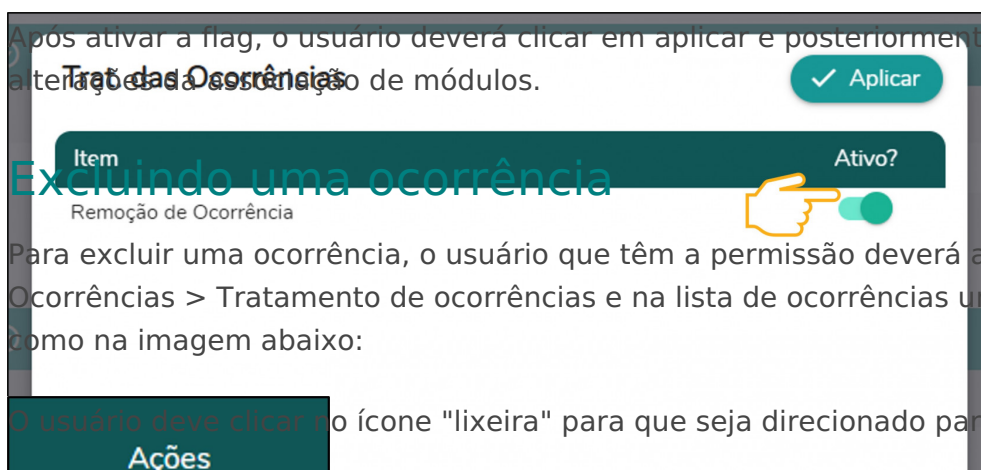 Após ativar a flag, o usuário deverá clicar em aplicar e posteriorment
alterações da associação de módulos.
Trat. das Ocorrências
Aplicar
Item
Ativo?
Excluindo uma ocorrência
Remoção de Ocorrência
Para excluir uma ocorrência, o usuário que têm a permissão deverá a
Ocorrências > Tratamento de ocorrências e na lista de ocorrências u
como na imagem abaixo:
O usuário deve clicar no ícone "lixeira" para que seja direcionado par
Ações